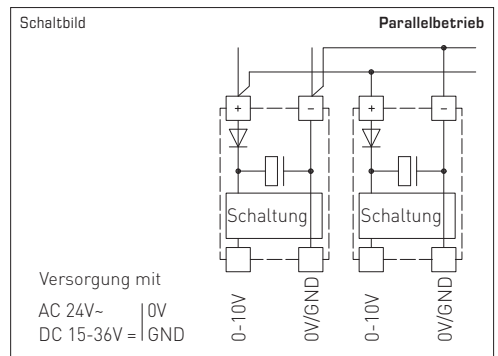 Schaltbild
Parallelbetrieb
+ − + −
Schaltung Schaltung
Versorgung mit
AC 24V~ | 0V
DC 15-36V = | GND
0-10V
0V/GND
0-10V
0V/GND